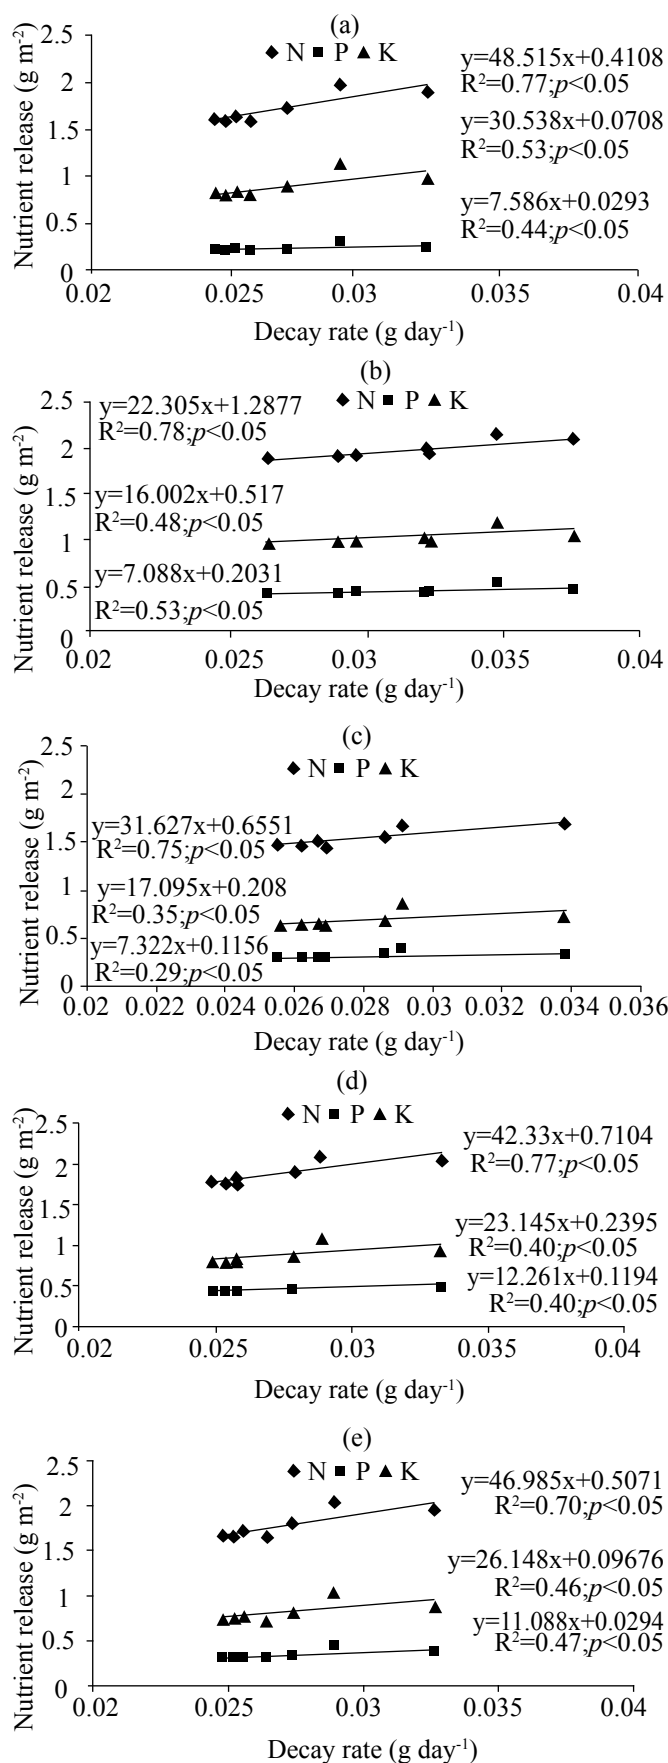 (a)
N P K
Nutrient release (g m⁻²)
2.5
2
1.5
1
0.5
0
y=48.515x+0.4108
R²=0.77;p<0.05
y=30.538x+0.0708
R²=0.53;p<0.05
y=7.586x+0.0293
R²=0.44;p<0.05
0.02 0.025 0.03 0.035 0.04
Decay rate (g day⁻¹)
(b)
N P K
Nutrient release (g m⁻²)
2.5
2
1.5
1
0.5
0
y=22.305x+1.2877
R²=0.78;p<0.05
y=16.002x+0.517
R²=0.48;p<0.05
y=7.088x+0.2031
R²=0.53;p<0.05
0.02 0.025 0.03 0.035 0.04
Decay rate (g day⁻¹)
(c)
N P K
Nutrient release (g m⁻²)
2.5
2
1.5
1
0.5
0
y=31.627x+0.6551
R²=0.75;p<0.05
y=17.095x+0.208
R²=0.35;p<0.05
y=7.322x+0.1156
R²=0.29;p<0.05
0.02 0.022 0.024 0.026 0.028 0.03 0.032 0.034 0.036
Decay rate (g day⁻¹)
(d)
N P K
Nutrient release (g m⁻²)
2.5
2
1.5
1
0.5
0
y=42.33x+0.7104
R²=0.77;p<0.05
y=23.145x+0.2395
R²=0.40;p<0.05
y=12.261x+0.1194
R²=0.40;p<0.05
0.02 0.025 0.03 0.035 0.04
Decay rate (g day⁻¹)
(e)
N P K
Nutrient release (g m⁻²)
2.5
2
1.5
1
0.5
0
y=46.985x+0.5071
R²=0.70;p<0.05
y=26.148x+0.09676
R²=0.46;p<0.05
y=11.088x+0.0294
R²=0.47;p<0.05
0.02 0.025 0.03 0.035 0.04
Decay rate (g day⁻¹)